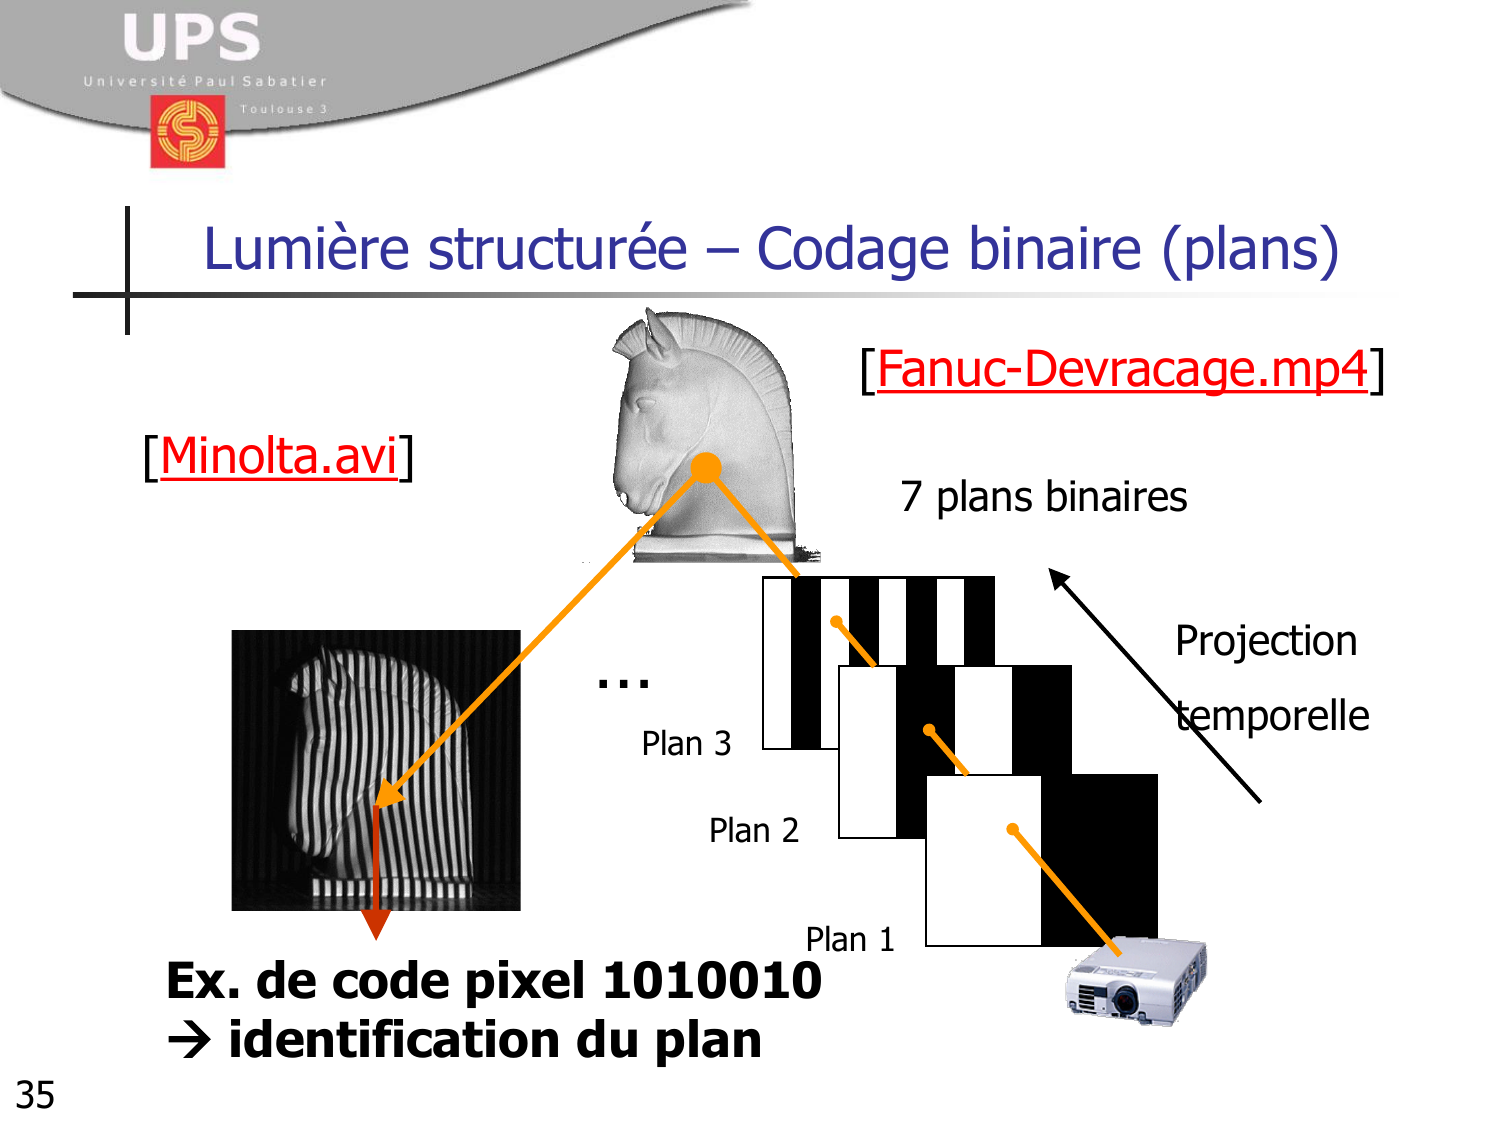 UPS
Université Paul Sabatier
Toulouse 3
Lumière structurée – Codage binaire (plans)
[Fanuc-Devracage.mp4]
[Minolta.avi]
7 plans binaires
Projection
temporelle
...
Plan 3
Plan 2
Plan 1
Ex. de code pixel 1010010
→ identification du plan
35